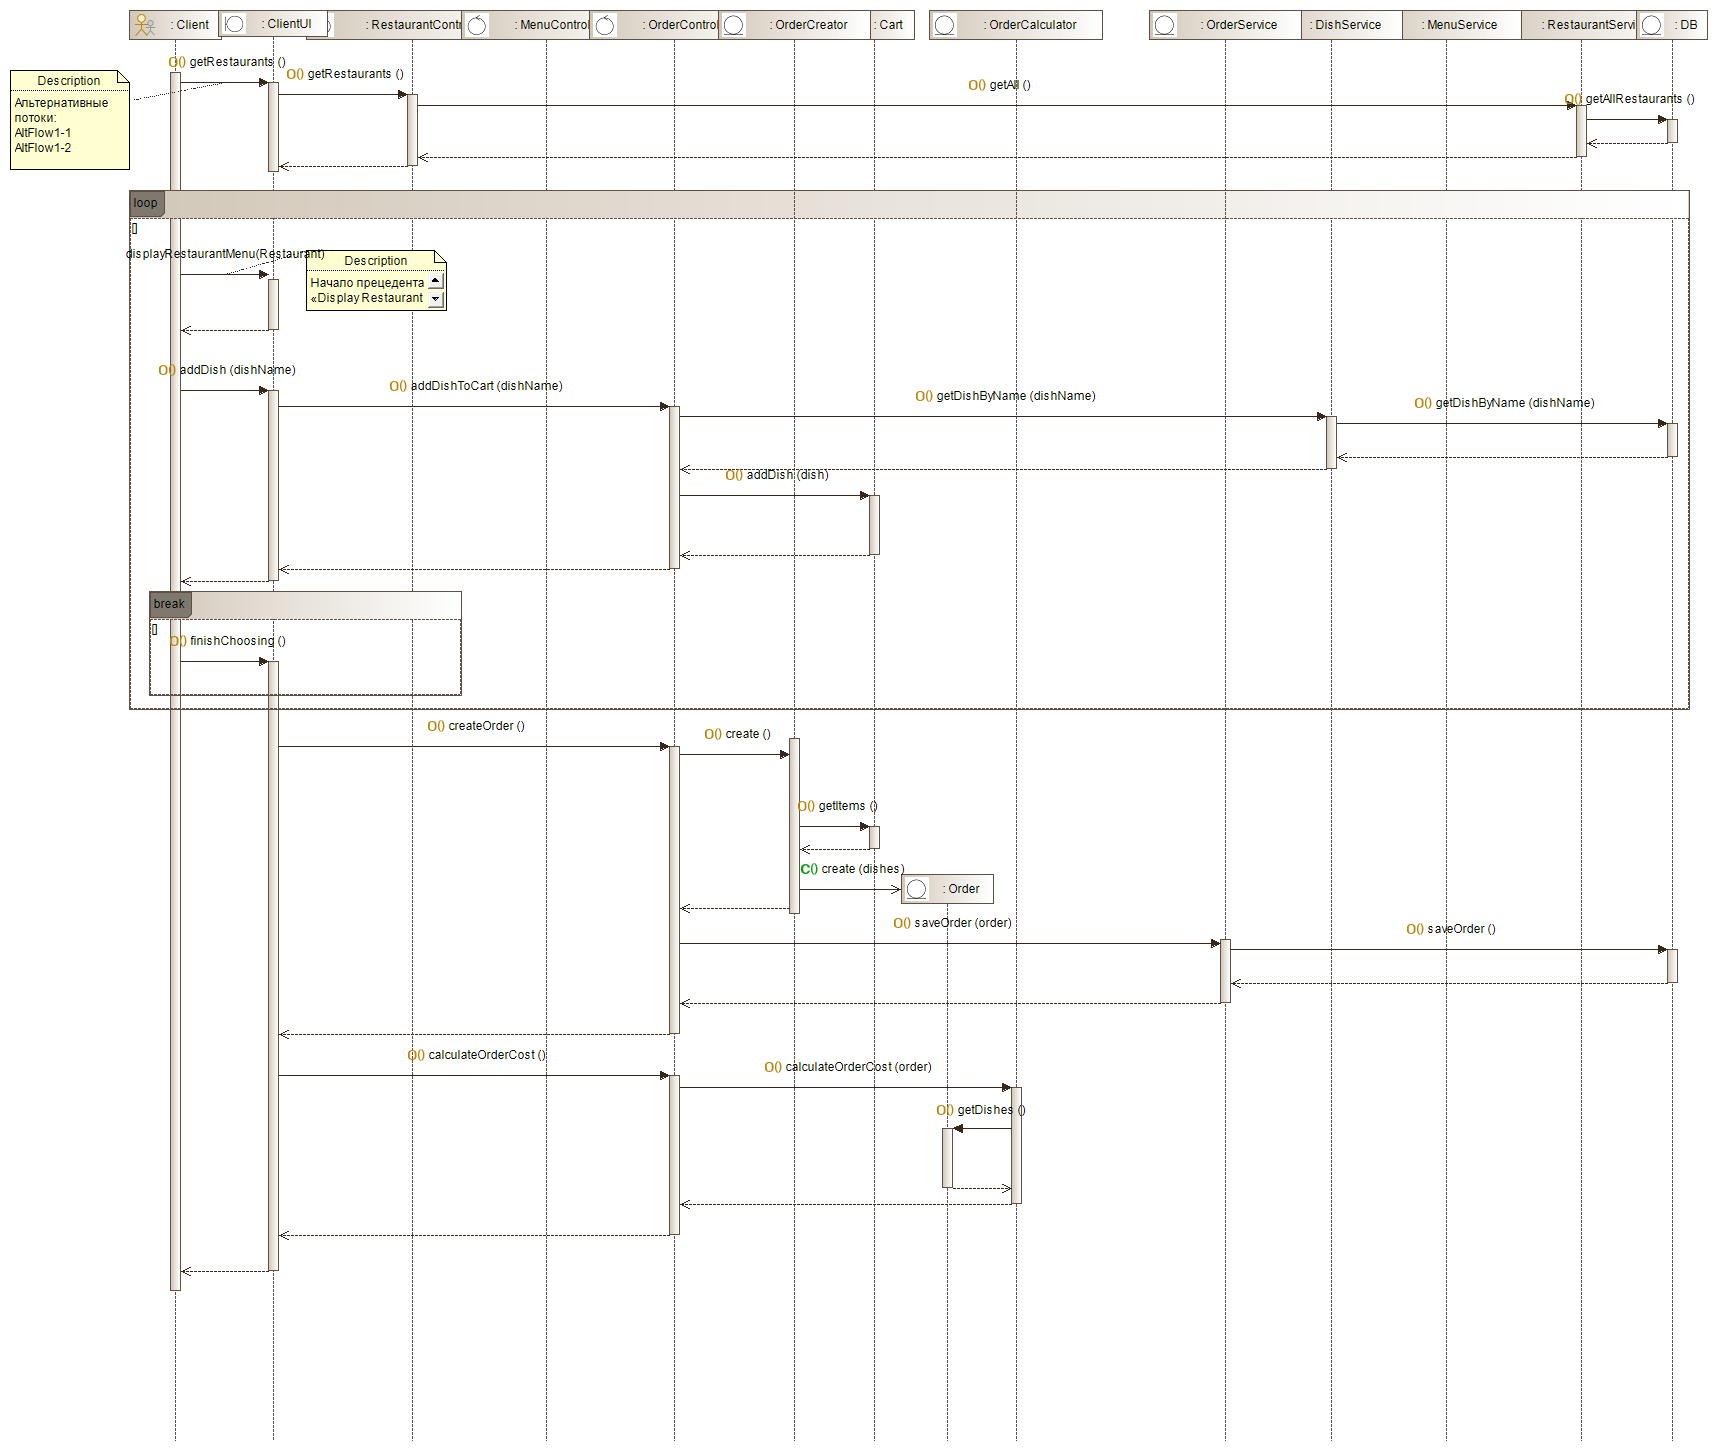 : Client
: ClientUI
: RestaurantContr
: MenuControl
: OrderControl
: OrderCreator
: Cart
: OrderCalculator
: OrderService
: DishService
: MenuService
: RestaurantServi
: DB
O() getRestaurants ()
O() getRestaurants ()
Description
Альтернативные
потоки:
AltFlow1-1
AltFlow1-2
O() getAll ()
O() getAllRestaurants ()
loop
[]
displayRestaurantMenu(Restaurant)
Description
Начало прецедента
«Display Restaurant
O() addDish (dishName)
O() addDishToCart (dishName)
O() getDishByName (dishName)
O() getDishByName (dishName)
O() addDish (dish)
break
[]
O() finishChoosing ()
O() createOrder ()
O() create ()
O() getItems ()
C() create (dishes)
: Order
O() saveOrder (order)
O() saveOrder ()
O() calculateOrderCost ()
O() calculateOrderCost (order)
O() getDishes ()